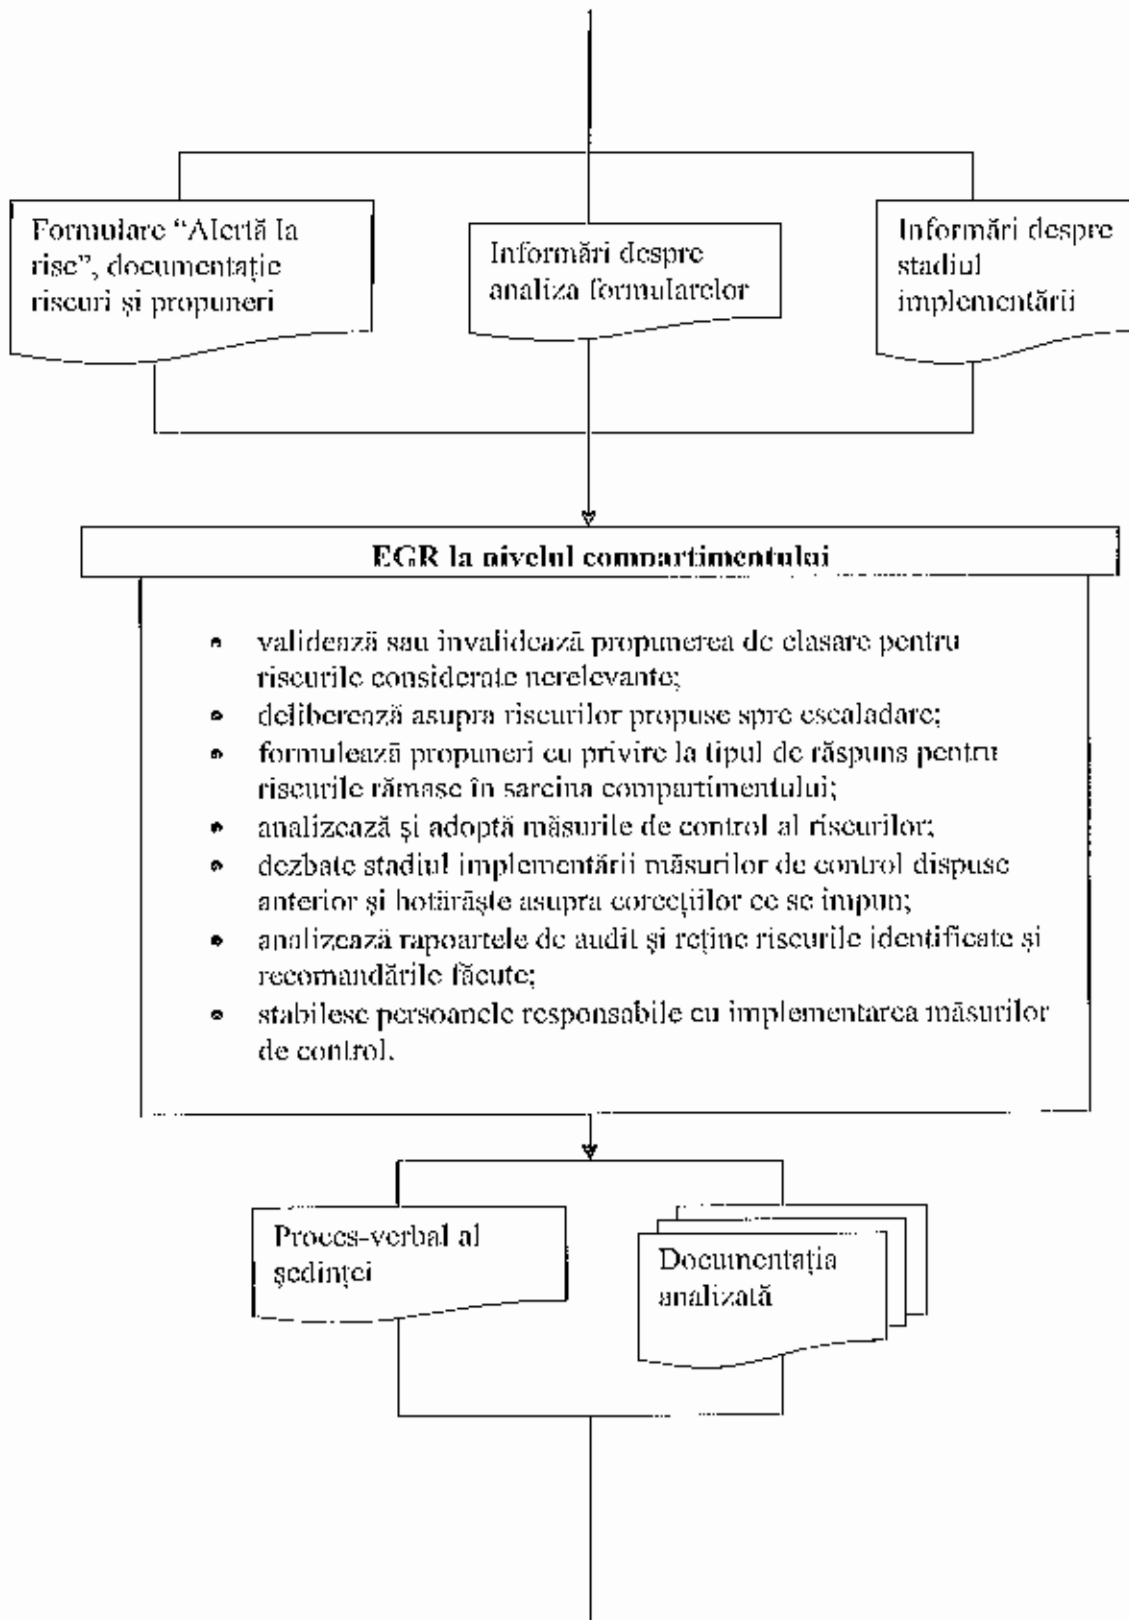 Formulare “Alertă la
risc”, documentație
riscuri și propuneri
Informări despre
analiza formularelor
Informări despre
stadiul
implementării
EGR la nivelul compartimentului
• validează sau invalidează propunerea de clasare pentru
riscurile considerate nerelevante;
• deliberează asupra riscurilor propuse spre escaladare;
• formulează propuneri cu privire la tipul de răspuns pentru
riscurile rămase în sarcina compartimentului;
• analizează și adoptă măsurile de control al riscurilor;
• dezbate stadiul implementării măsurilor de control dispuse
anterior și hotărăște asupra corecțiilor ce se impun;
• analizează rapoartele de audit și reține riscurile identificate și
recomandările făcute;
• stabilesc persoanele responsabile cu implementarea măsurilor
de control.
Proces-verbal al
ședinței
Documentația
analizată